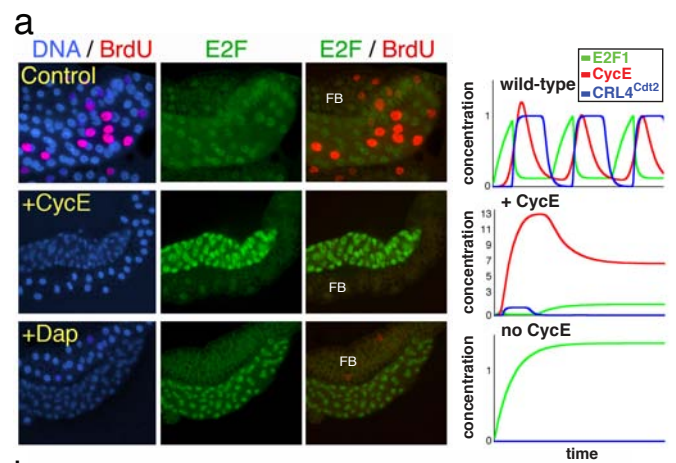 a
DNA / BrdU
E2F
E2F / BrdU
Control
FB
+CycE
FB
+Dap
FB
E2F1
CycE
CRL4Cdt2
wild-type
concentration
1
0
+ CycE
concentration
13
11
9
7
5
3
0
no CycE
concentration
1
0
time